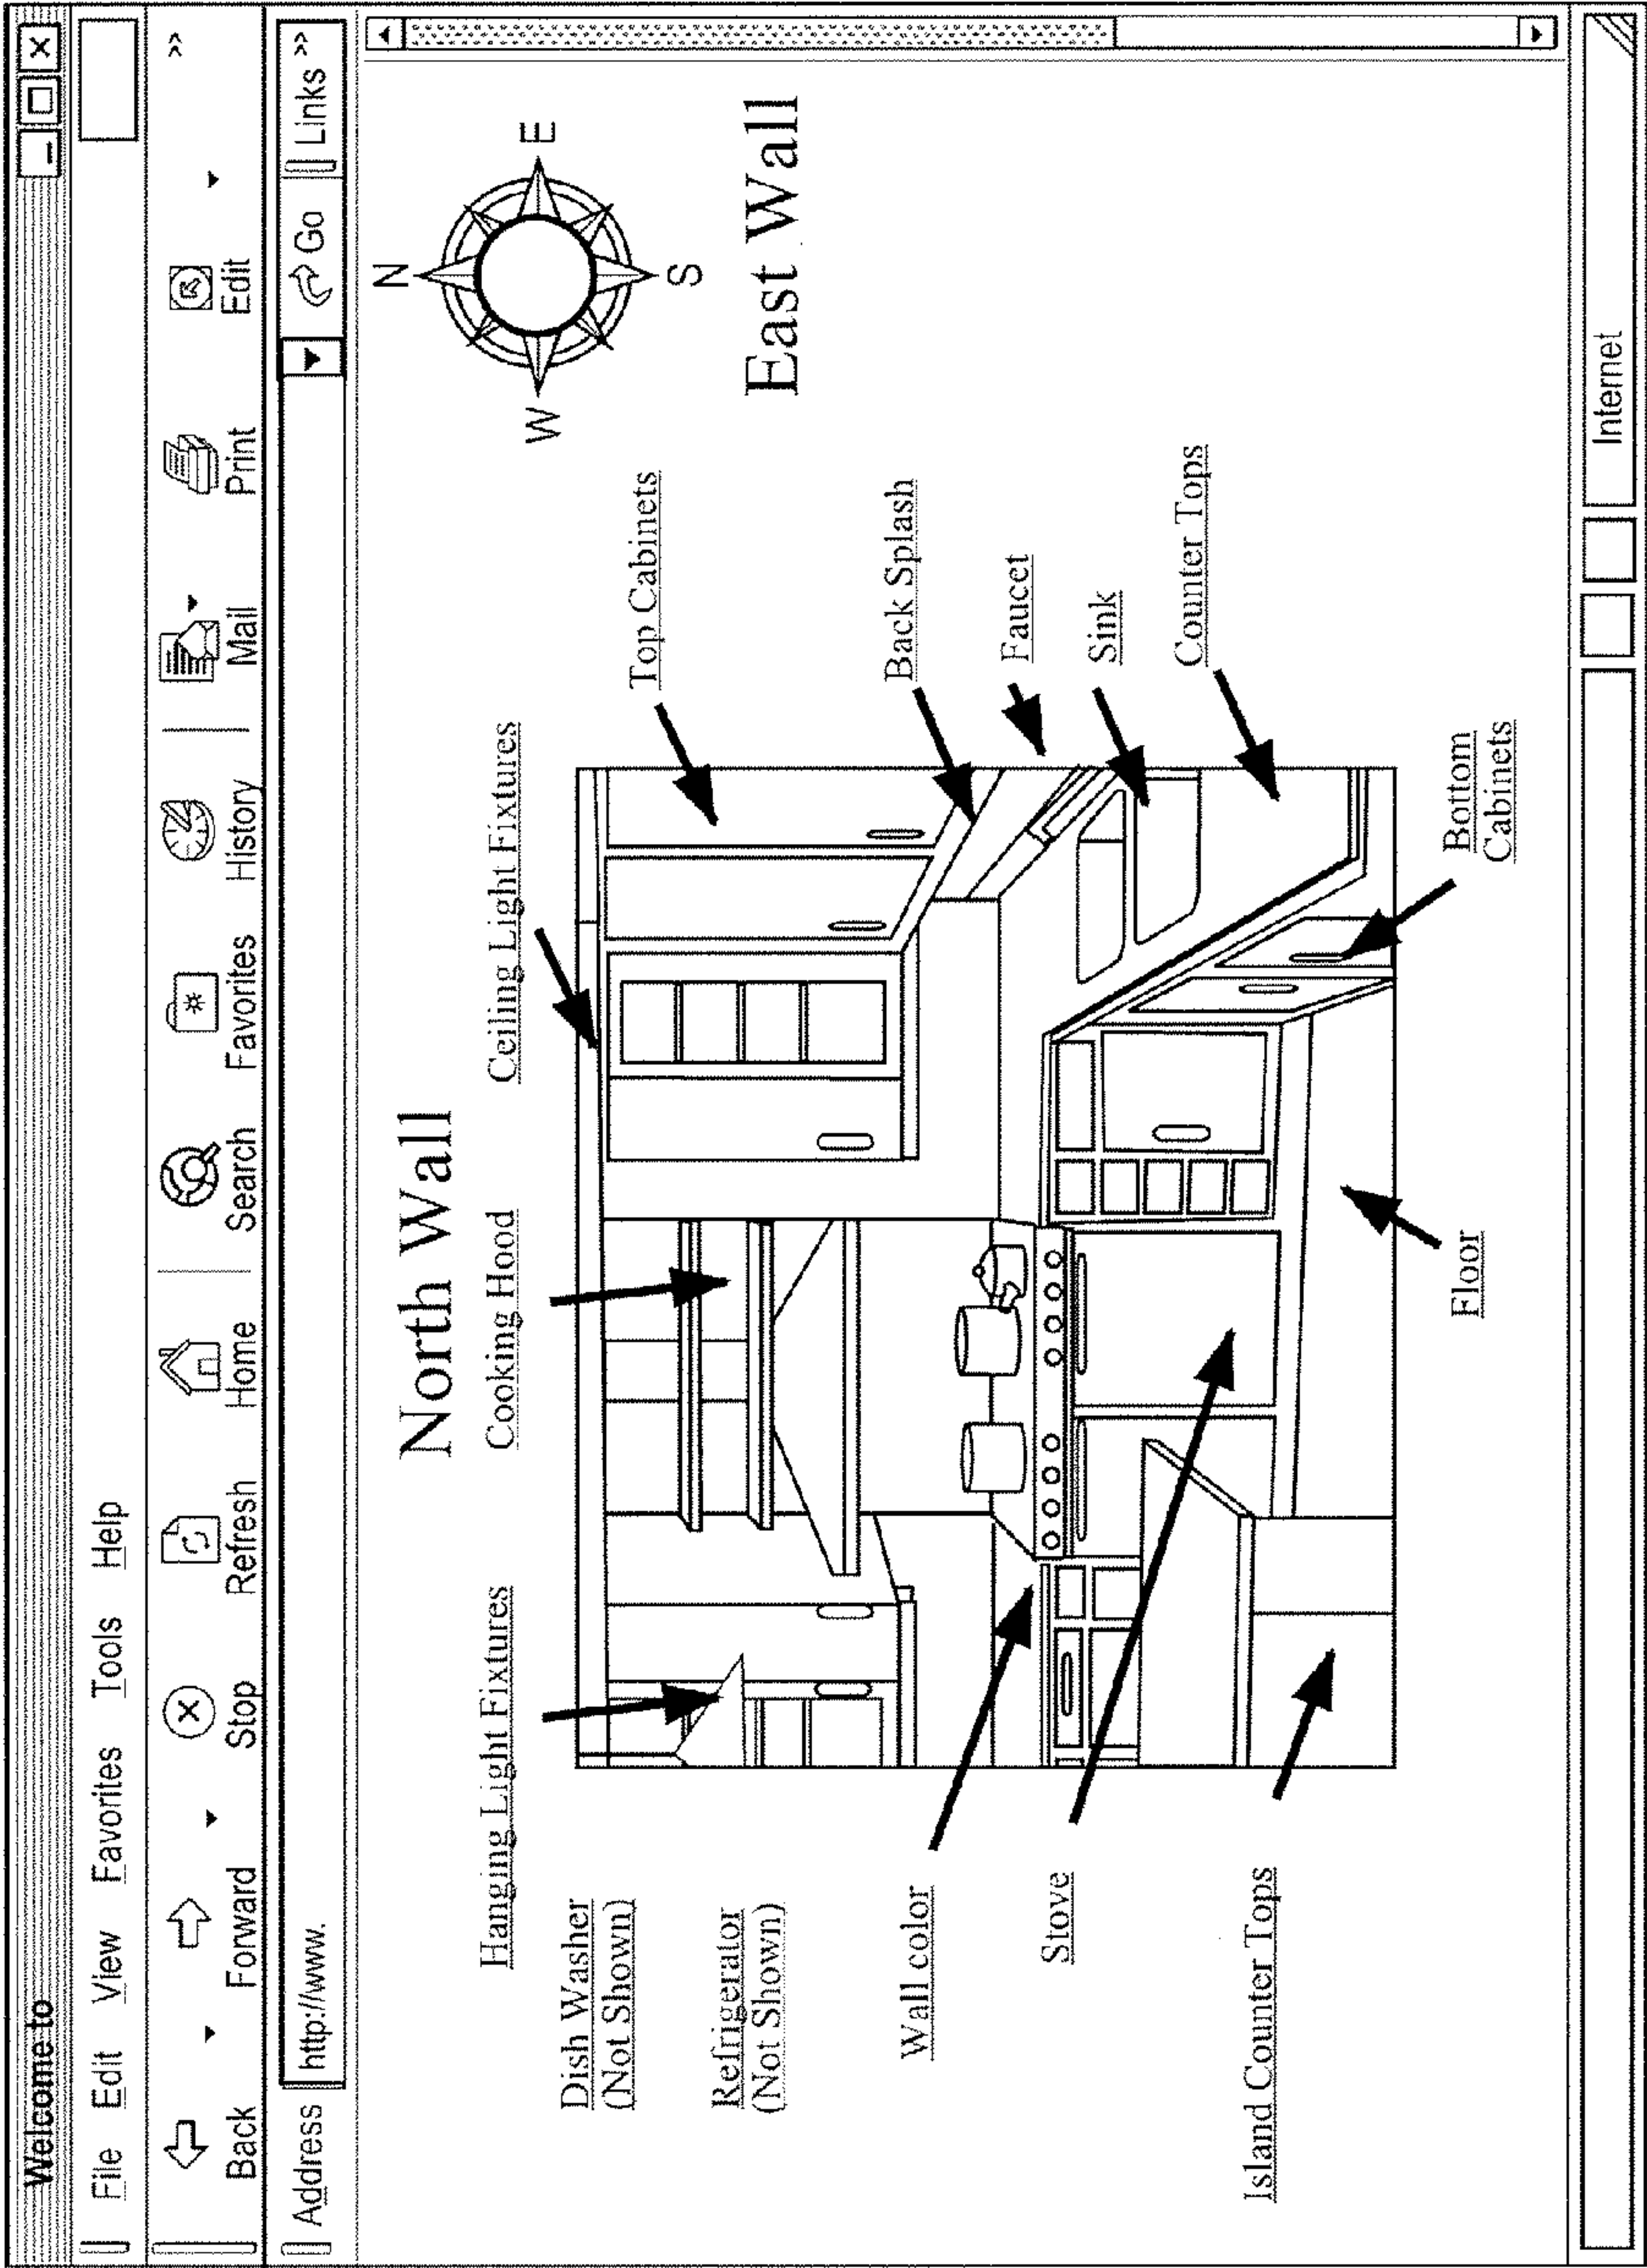 Welcome to
File Edit View Favorites Tools Help
Back Forward Stop Refresh Home Search Favorites History Mail Print Edit >>
Address http://www. Go Links >>
North Wall
N
W E
S
East Wall
Hanging Light Fixtures Cooking Hood Ceiling Light Fixtures
Dish Washer
(Not Shown)
Top Cabinets
Refrigerator
(Not Shown)
Back Splash
Wall color
Faucet
Stove
Sink
Counter Tops
Island Counter Tops
Floor
Bottom
Cabinets
Internet